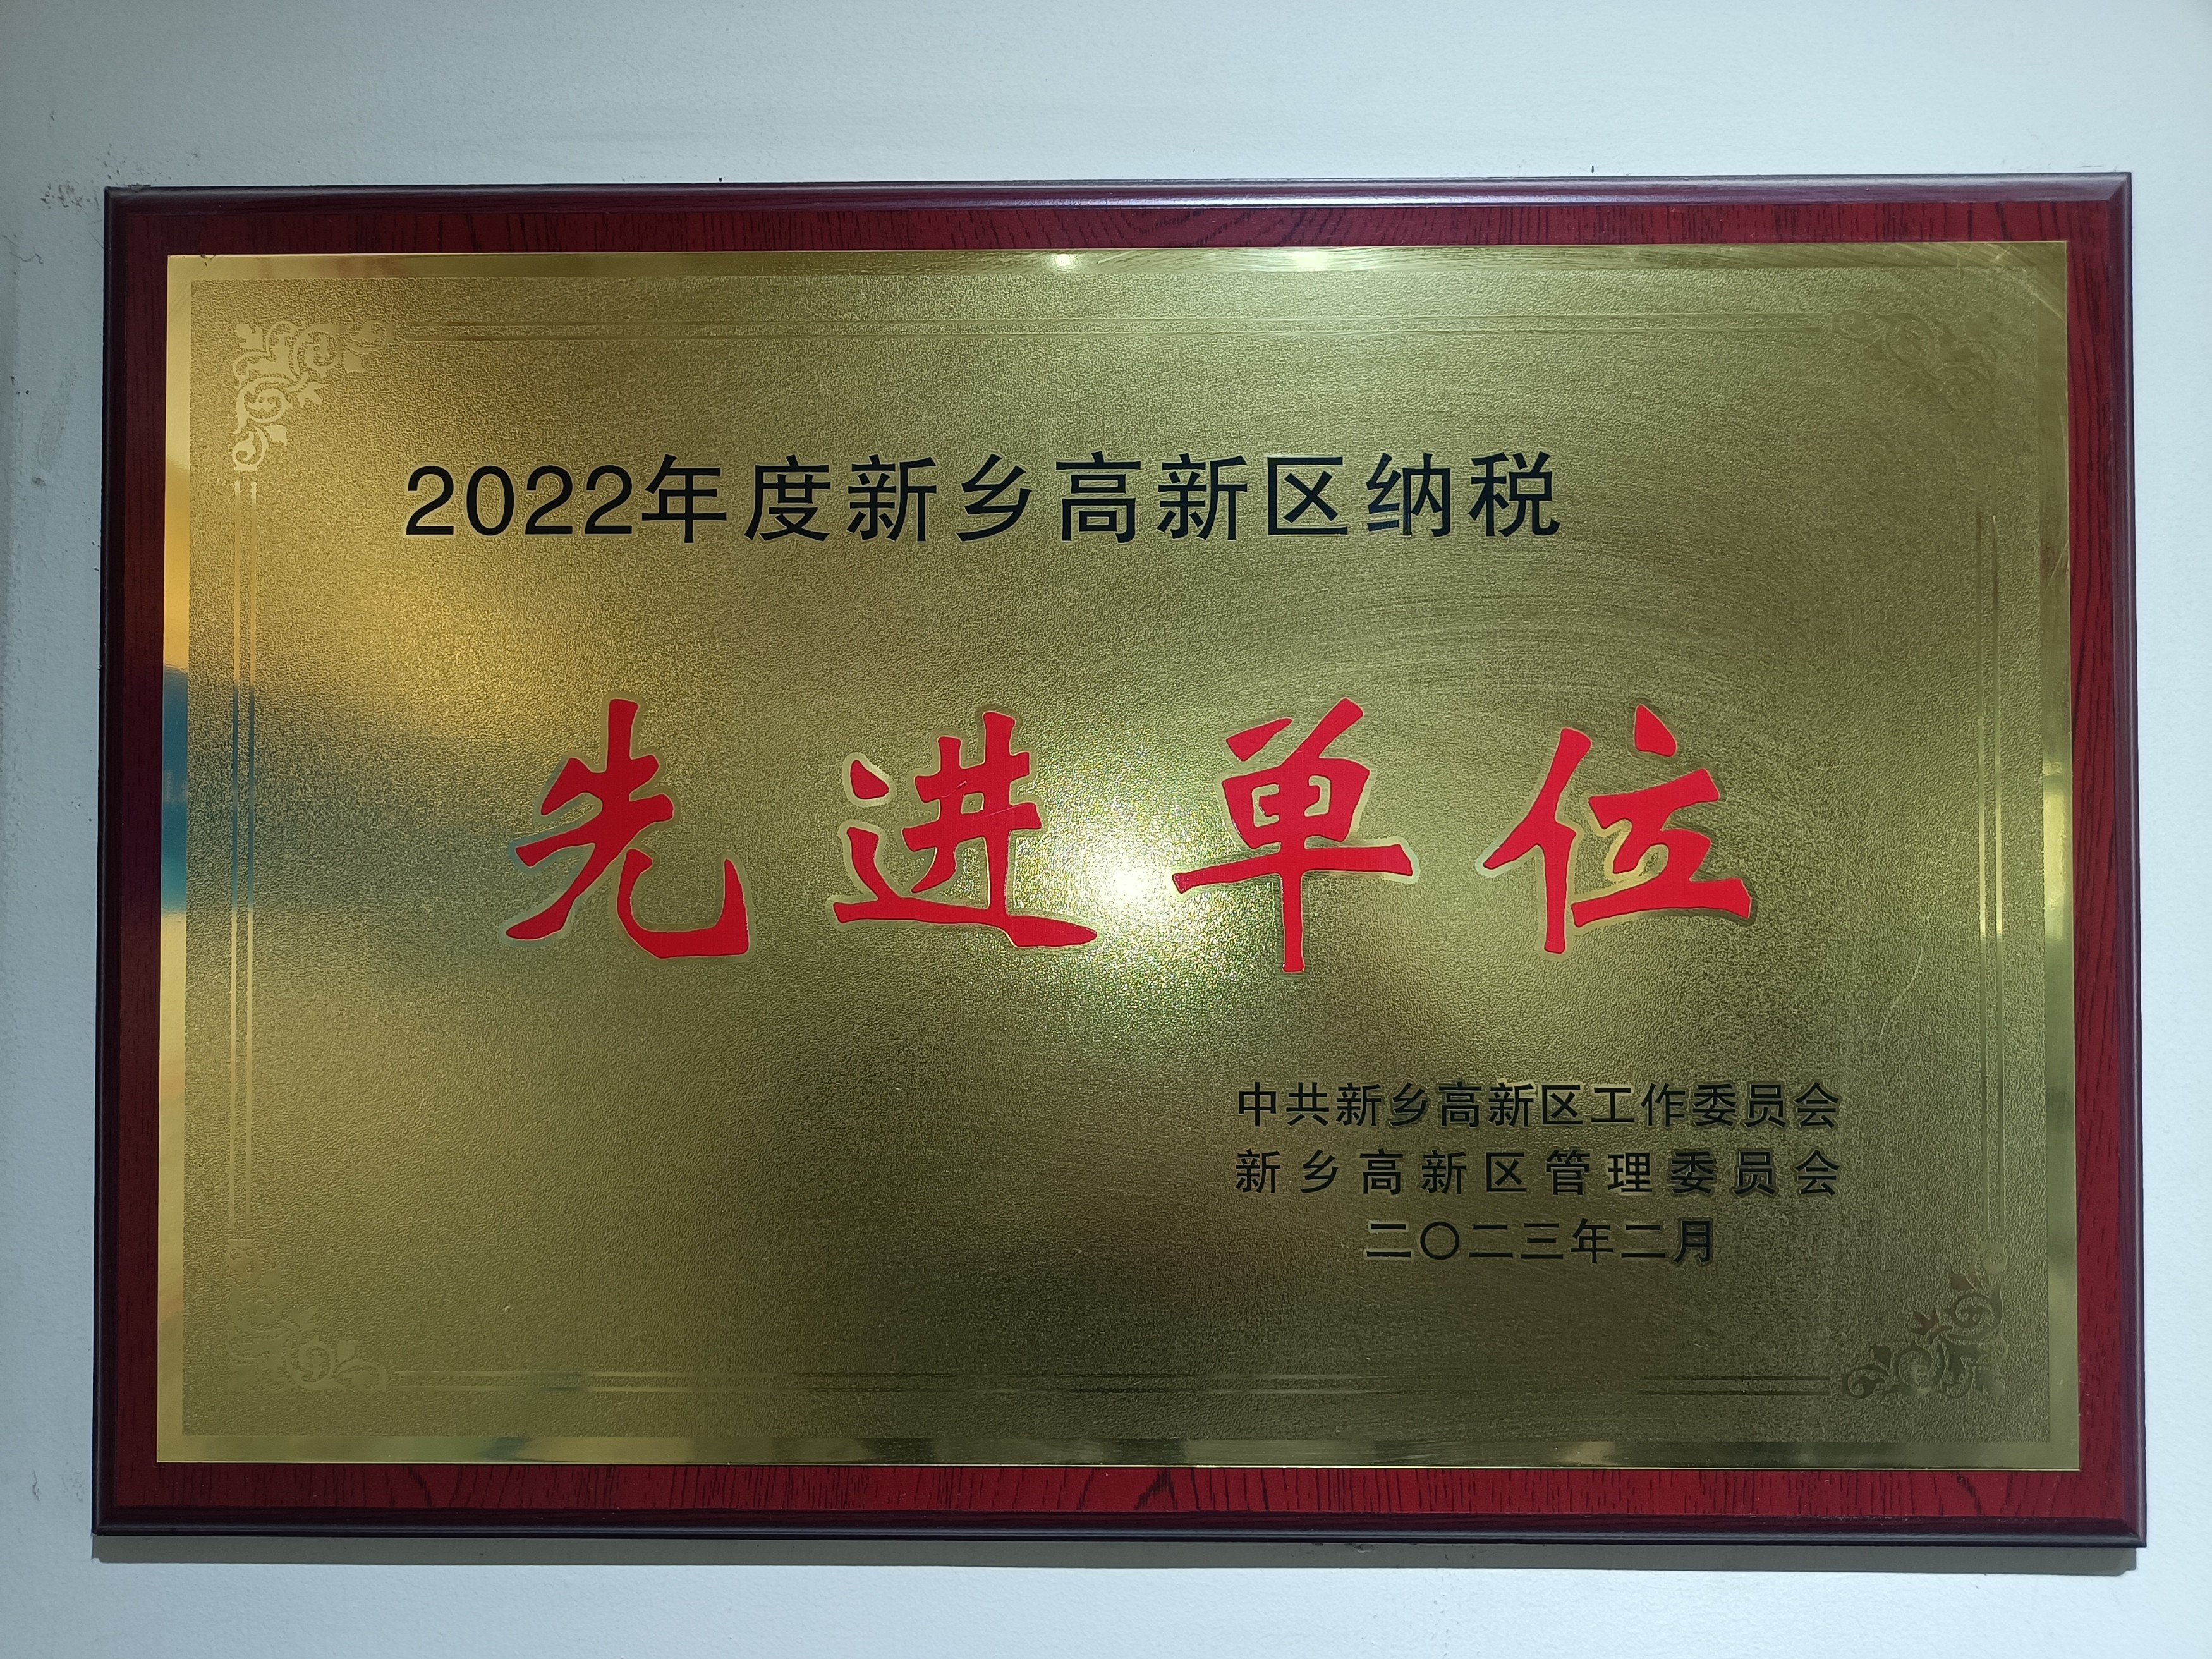 2022年度新乡高新区纳税
先进单位
中共新乡高新区工作委员会
新乡高新区管理委员会
二〇二三年二月